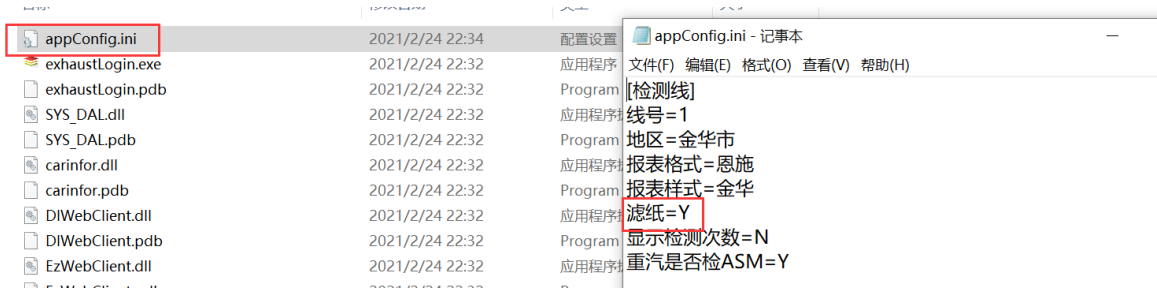 appConfig.ini 2021/2/24 22:34 配置设置
exhaustLogin.exe 2021/2/24 22:32 应用程序
exhaustLogin.pdb 2021/2/24 22:32 Program
SYS_DAL.dll 2021/2/24 22:32 应用程序
SYS_DAL.pdb 2021/2/24 22:32 Program
carinfor.dll 2021/2/24 22:32 应用程序
carinfor.pdb 2021/2/24 22:32 Program
DIWebClient.dll 2021/2/24 22:32 应用程序
DIWebClient.pdb 2021/2/24 22:32 Program
EzWebClient.dll 2021/2/24 22:32 应用程序
appConfig.ini - 记事本
文件(F) 编辑(E) 格式(O) 查看(V) 帮助(H)
[检测线]
线号=1
地区=金华市
报表格式=恩施
报表样式=金华
滤纸=Y
显示检测次数=N
重汽是否检ASM=Y